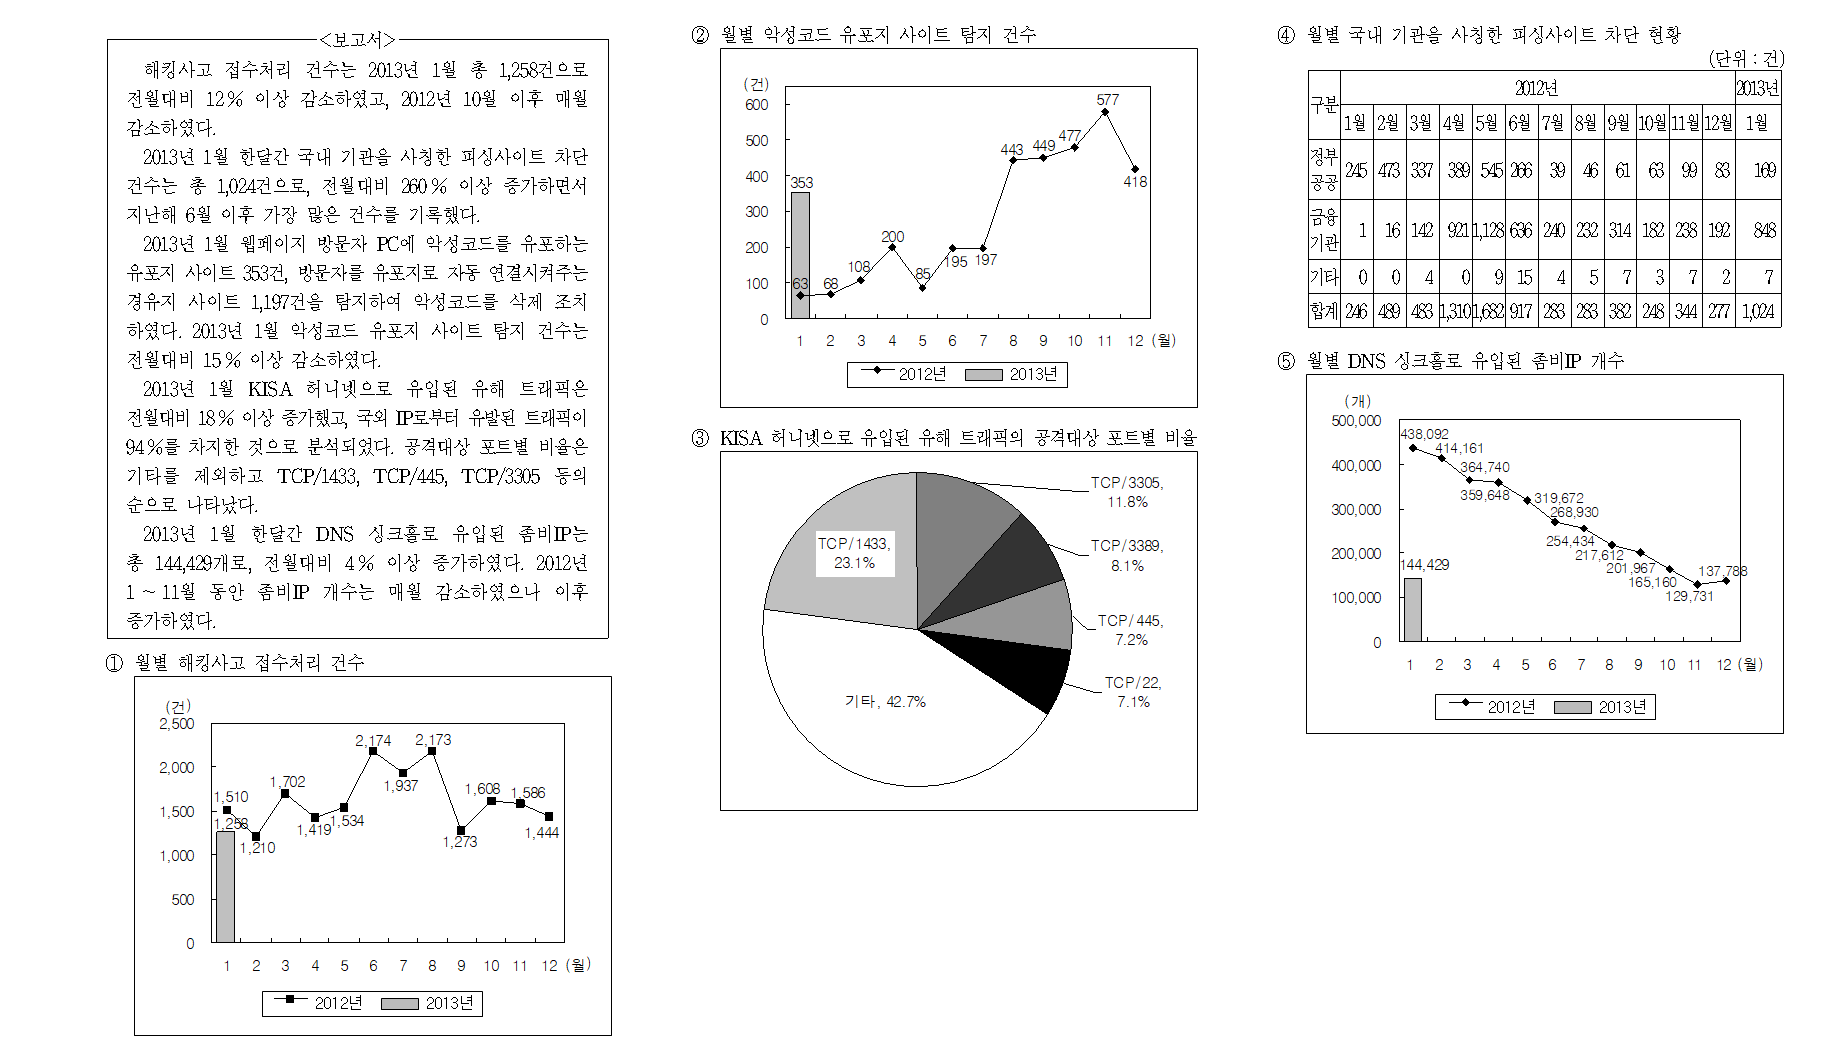 <보고서>
해킹사고 접수처리 건수는 2013년 1월 총 1,258건으로
전월대비 12% 이상 감소하였고, 2012년 10월 이후 매월
감소하였다.
2013년 1월 한달간 국내 기관을 사칭한 피싱사이트 차단
건수는 총 1,024건으로, 전월대비 260% 이상 증가하면서
지난해 6월 이후 가장 많은 건수를 기록했다.
2013년 1월 웹페이지 방문자 PC에 악성코드를 유포하는
유포지 사이트 353건, 방문자를 유포지로 자동 연결시켜주는
경유지 사이트 1,197건을 탐지하여 악성코드를 삭제 조치
하였다. 2013년 1월 악성코드 유포지 사이트 탐지 건수는
전월대비 15% 이상 감소하였다.
2013년 1월 KISA 허니넷으로 유입된 유해 트래픽은
전월대비 18% 이상 증가했고, 국외 IP로부터 유발된 트래픽이
94%를 차지한 것으로 분석되었다. 공격대상 포트별 비율은
기타를 제외하고 TCP/1433, TCP/445, TCP/3305 등의
순으로 나타났다.
2013년 1월 한달간 DNS 싱크홀로 유입된 좀비IP는
총 144,429개로, 전월대비 4% 이상 증가하였다. 2012년
1 ~ 11월 동안 좀비IP 개수는 매월 감소하였으나 이후
증가하였다.
① 월별 해킹사고 접수처리 건수
(건)
2,500
2,000
1,500
1,000
500
0
1,510
1,258
1,210
1,702
1,419
1,534
2,174
1,937
2,173
1,273
1,608
1,586
1,444
1 2 3 4 5 6 7 8 9 10 11 12 (월)
2012년 2013년
② 월별 악성코드 유포지 사이트 탐지 건수
(건)
600
500
400
300
200
100
0
353
63
68
108
200
85
195
197
443
449
477
577
418
1 2 3 4 5 6 7 8 9 10 11 12 (월)
2012년 2013년
③ KISA 허니넷으로 유입된 유해 트래픽의 공격대상 포트별 비율
TCP/3305,
11.8%
TCP/3389,
8.1%
TCP/445,
7.2%
TCP/22,
7.1%
기타, 42.7%
TCP/1433,
23.1%
④ 월별 국내 기관을 사칭한 피싱사이트 차단 현황
(단위 : 건)
구분 2012년 2013년
1월 2월 3월 4월 5월 6월 7월 8월 9월 10월 11월 12월 1월
정부공공 245 473 337 389 545 266 39 46 61 63 99 83 169
금융기관 1 16 142 921 1,128 636 240 232 314 182 238 192 848
기타 0 0 4 0 9 15 4 5 7 3 7 2 7
합계 246 489 483 1,310 1,682 917 283 283 382 248 344 277 1,024
⑤ 월별 DNS 싱크홀로 유입된 좀비IP 개수
(개)
500,000
400,000
300,000
200,000
100,000
0
438,092
414,161
364,740
359,648
319,672
268,930
254,434
217,612
201,967
165,160
129,731
137,788
144,429
1 2 3 4 5 6 7 8 9 10 11 12 (월)
2012년 2013년